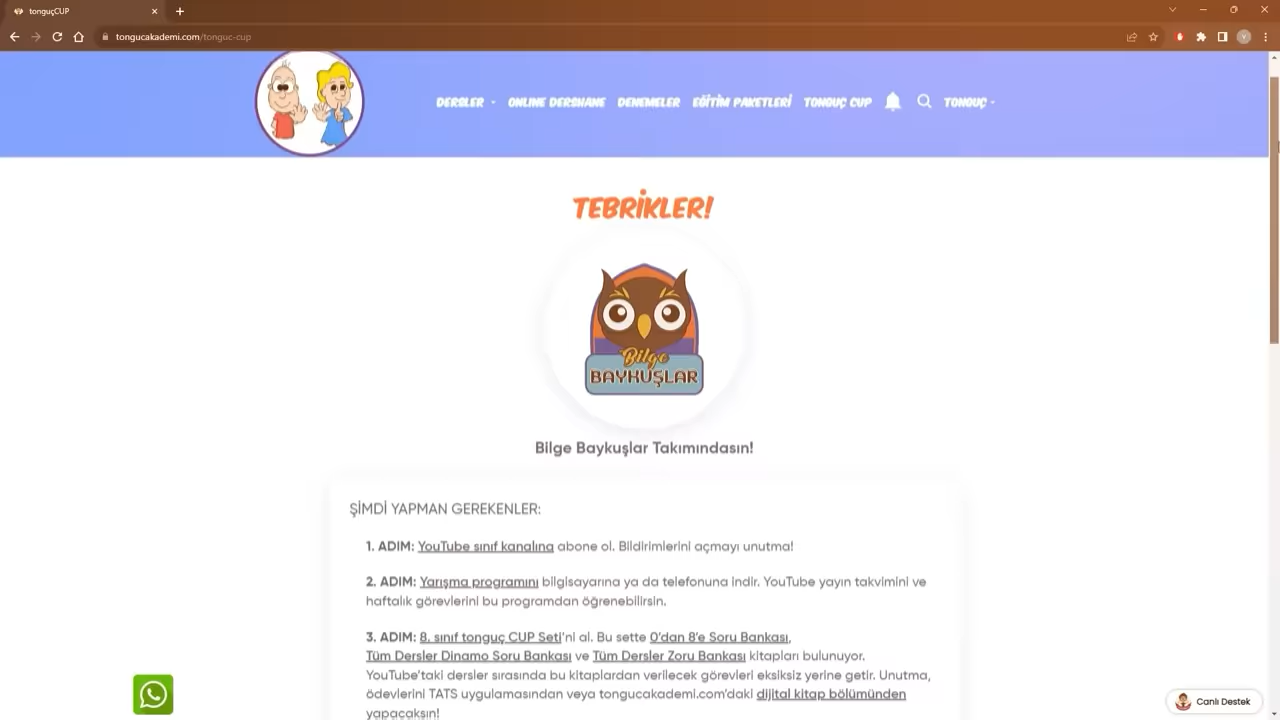 tonguçCUP
tongucakademi.com/tonguc-cup
DERSLER ONLINE DERSHANE DENEMELER EĞİTİM PAKETLERİ TONGUÇ CUP TONGUÇ
TEBRİKLER!
Bilge
BAYKUŞLAR
Bilge Baykuşlar Takımındasın!
ŞİMDİ YAPMAN GEREKENLER:
1. ADIM: YouTube sınıf kanalına abone ol. Bildirimlerini açmayı unutma!
2. ADIM: Yarışma programını bilgisayarına ya da telefonuna indir. YouTube yayın takvimini ve
haftalık görevlerini bu programdan öğrenebilirsin.
3. ADIM: 8. sınıf tonguç CUP Seti'ni al. Bu sette 0’dan 8’e Soru Bankası,
Tüm Dersler Dinamo Soru Bankası ve Tüm Dersler Zoru Bankası kitapları bulunuyor.
YouTube’taki dersler sırasında bu kitaplardan verilecek görevleri eksiksiz yerine getir. Unutma,
ödevlerini TATS uygulamasından veya tongucakademi.com’daki dijital kitap bölümünden
yapacaksın!
Canlı Destek